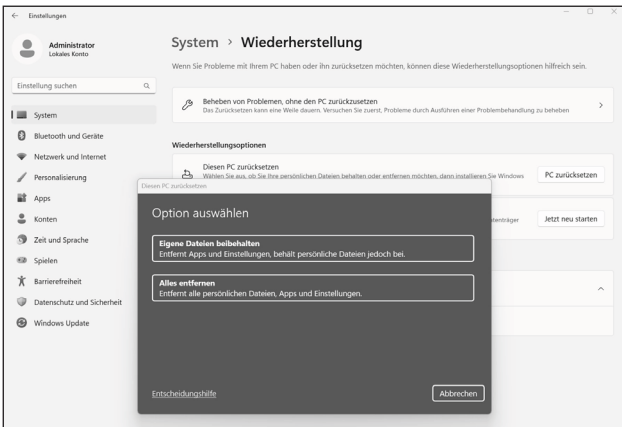 Einstellungen
Administrator
Lokales Konto
Einstellung suchen
System
Bluetooth und Geräte
Netzwerk und Internet
Personalisierung
Apps
Konten
Zeit und Sprache
Spielen
Barrierefreiheit
Datenschutz und Sicherheit
Windows Update
System > Wiederherstellung
Wenn Sie Probleme mit Ihrem PC haben oder ihn zurücksetzen möchten, können diese Wiederherstellungsoptionen hilfreich sein.
Beheben von Problemen, ohne den PC zurückzusetzen
Das Zurücksetzen kann eine Weile dauern. Versuchen Sie zuerst, Probleme durch Ausführen einer Problembehandlung zu beheben
Wiederherstellungsoptionen
Diesen PC zurücksetzen
Wählen Sie aus, ob Sie Ihre persönlichen Dateien behalten oder entfernen möchten, dann installieren Sie Windows
PC zurücksetzen
Jetzt neu starten
Diesen PC zurücksetzen
Option auswählen
Eigene Dateien beibehalten
Entfernt Apps und Einstellungen, behält persönliche Dateien jedoch bei.
Alles entfernen
Entfernt alle persönlichen Dateien, Apps und Einstellungen.
Entscheidungshilfe
Abbrechen